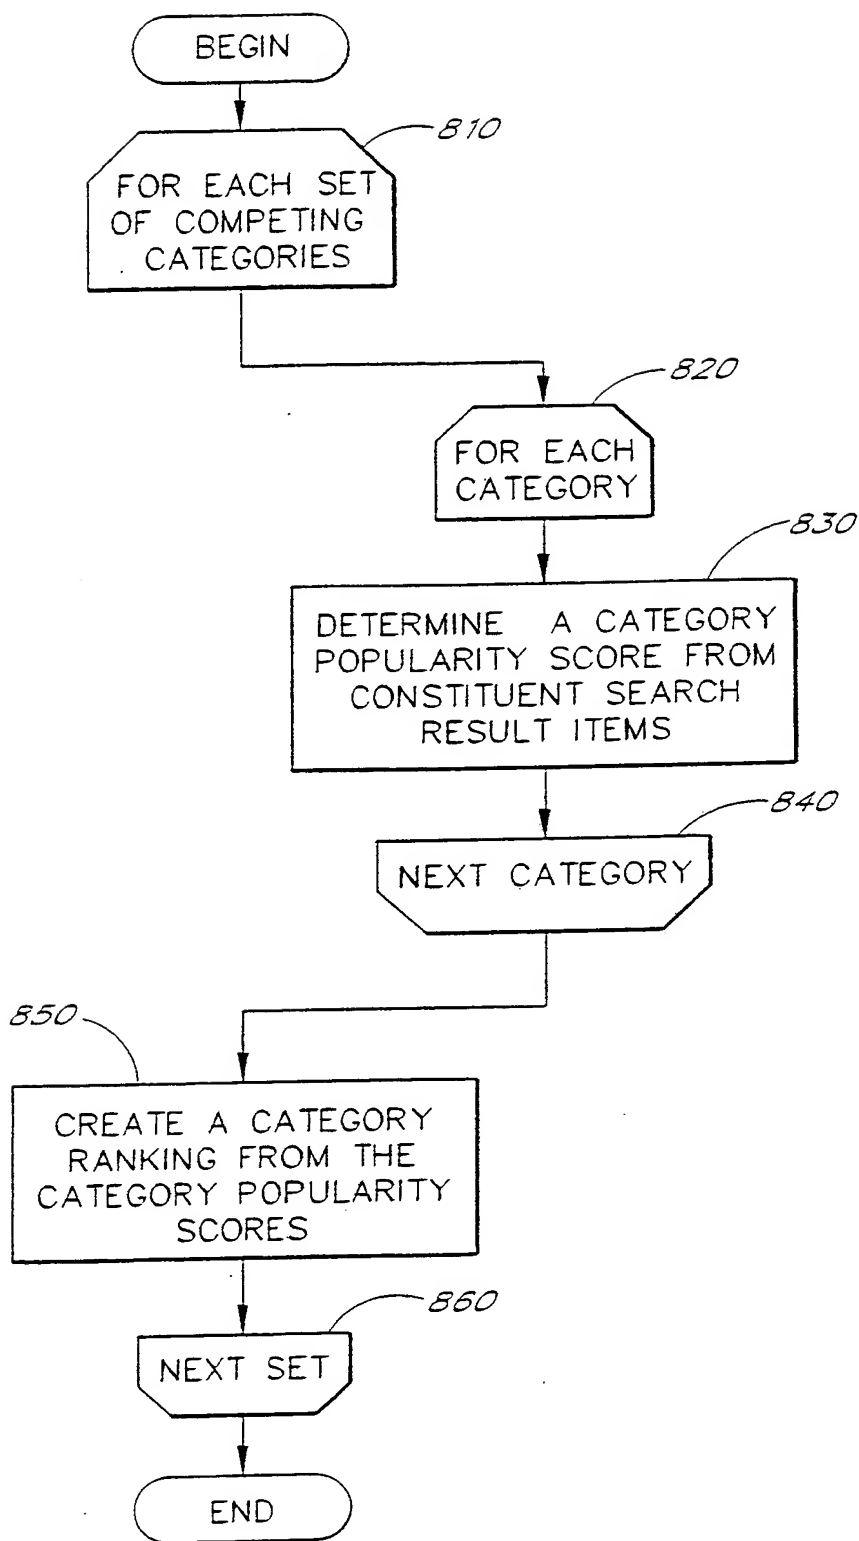 BEGIN
810
FOR EACH SET
OF COMPETING
CATEGORIES
820
FOR EACH
CATEGORY
830
DETERMINE A CATEGORY
POPULARITY SCORE FROM
CONSTITUENT SEARCH
RESULT ITEMS
840
NEXT CATEGORY
850
CREATE A CATEGORY
RANKING FROM THE
CATEGORY POPULARITY
SCORES
860
NEXT SET
END